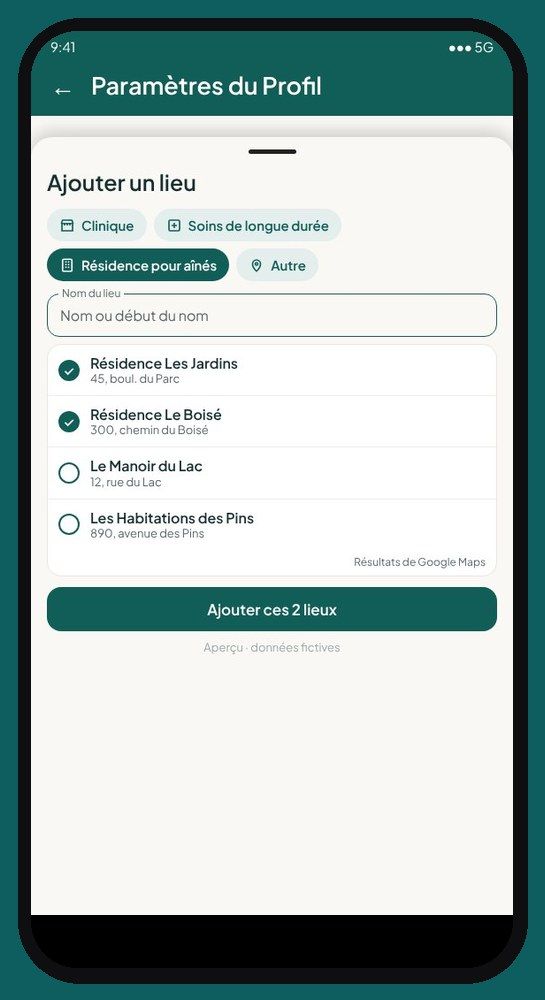 9:41 ●●● 5G
← Paramètres du Profil
Ajouter un lieu
Clinique Soins de longue durée
Résidence pour aînés Autre
Nom du lieu
Nom ou début du nom
Résidence Les Jardins
45, boul. du Parc
Résidence Le Boisé
300, chemin du Boisé
Le Manoir du Lac
12, rue du Lac
Les Habitations des Pins
890, avenue des Pins
Résultats de Google Maps
Ajouter ces 2 lieux
Aperçu · données fictives